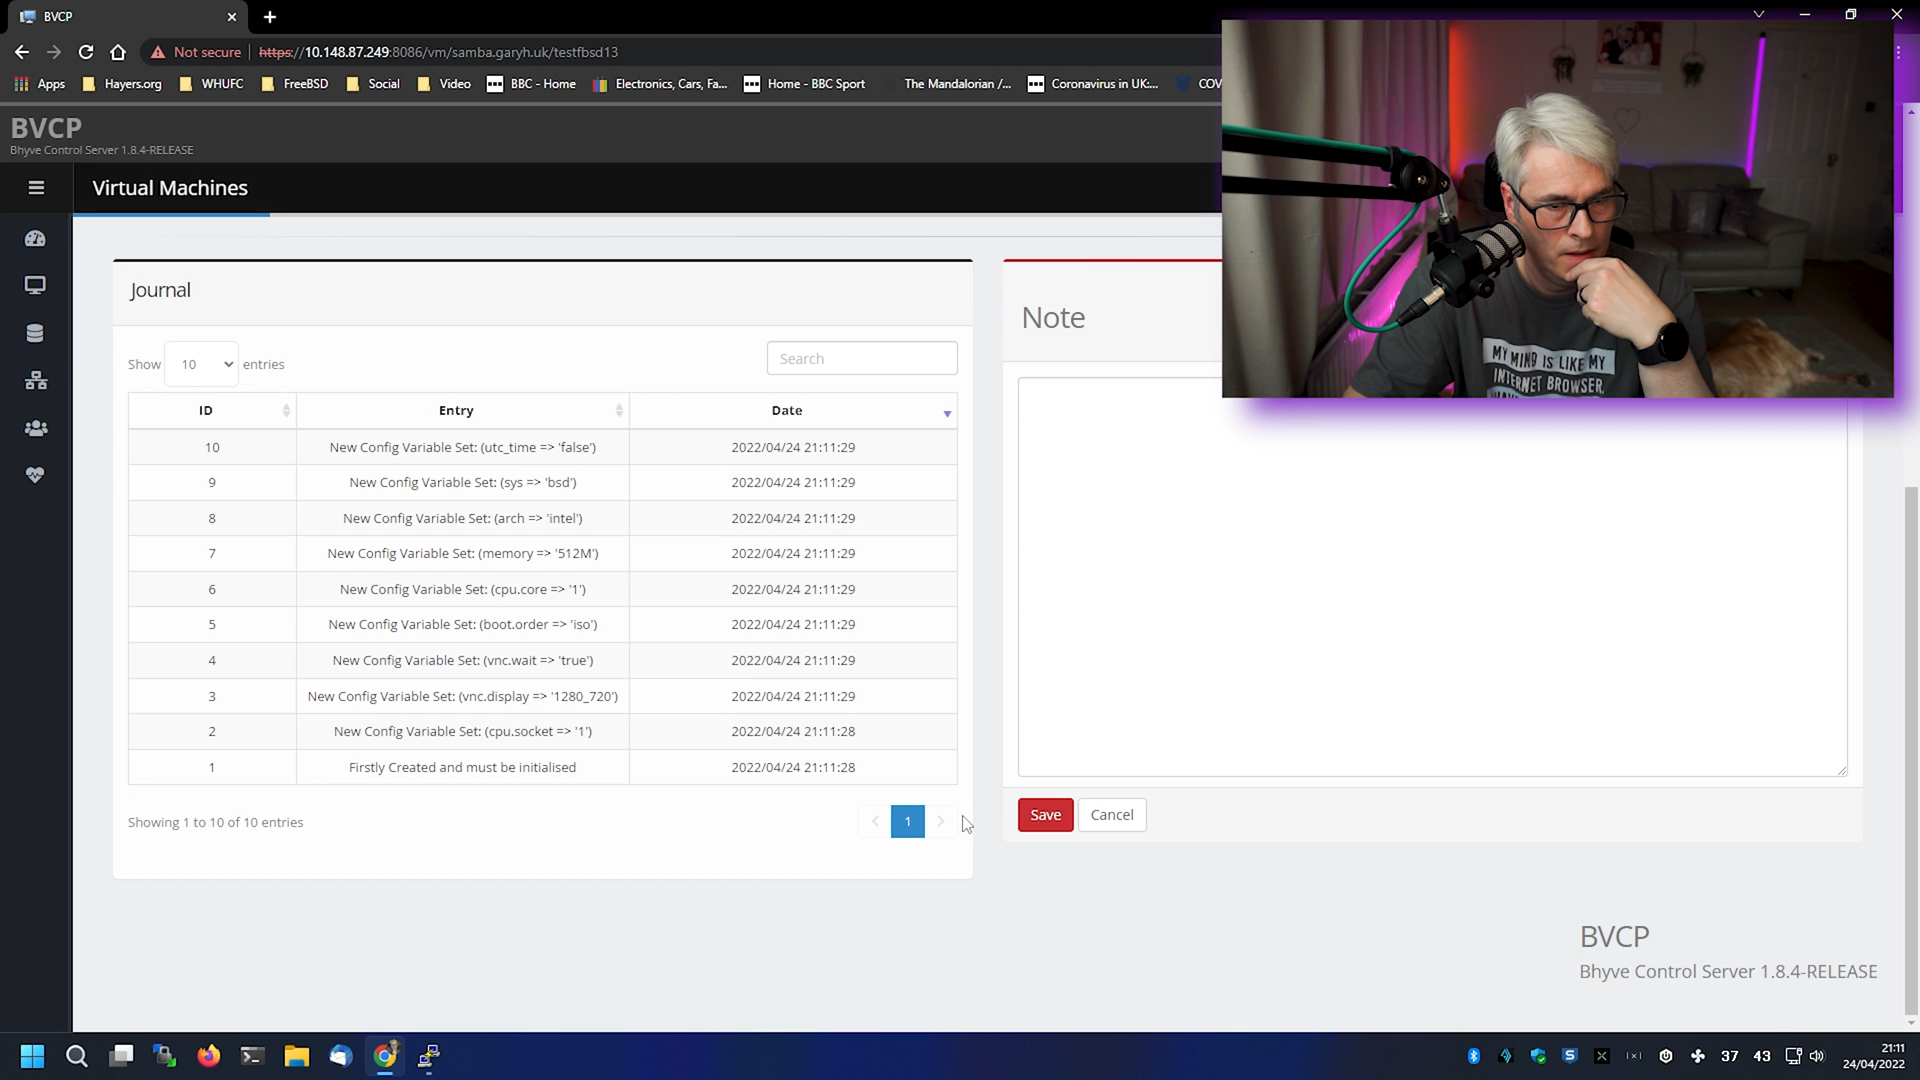 BVCP
Not secure https://10.148.87.249:8086/vm/samba.garyh.uk/testfbsd13
Apps Hayers.org WHUFC FreeBSD Social Video BBC - Home Electronics, Cars, Fa... Home - BBC Sport The Mandalorian /... Coronavirus in UK:... COV
BVCP
Bhyve Control Server 1.8.4-RELEASE
Virtual Machines
Journal
Note
Show 10 entries
Search
ID Entry Date
10 New Config Variable Set: (utc_time => 'false') 2022/04/24 21:11:29
9 New Config Variable Set: (sys => 'bsd') 2022/04/24 21:11:29
8 New Config Variable Set: (arch => 'intel') 2022/04/24 21:11:29
7 New Config Variable Set: (memory => '512M') 2022/04/24 21:11:29
6 New Config Variable Set: (cpu.core => '1') 2022/04/24 21:11:29
5 New Config Variable Set: (boot.order => 'iso') 2022/04/24 21:11:29
4 New Config Variable Set: (vnc.wait => 'true') 2022/04/24 21:11:29
3 New Config Variable Set: (vnc.display => '1280_720') 2022/04/24 21:11:29
2 New Config Variable Set: (cpu.socket => '1') 2022/04/24 21:11:28
1 Firstly Created and must be initialised 2022/04/24 21:11:28
Showing 1 to 10 of 10 entries
1
Save Cancel
MY MIND IS LIKE MY
INTERNET BROWSER.
BVCP
Bhyve Control Server 1.8.4-RELEASE
37 43
21:11
24/04/2022